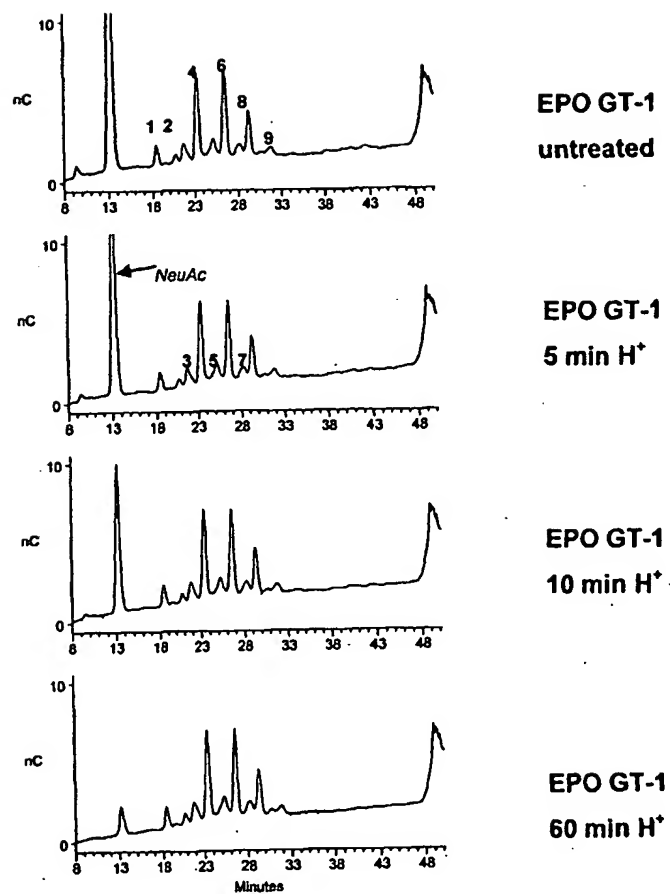 10
nC
0
1 2 4 6 8 9
8 13 18 23 28 33 38 43 48
EPO GT-1
untreated
10
nC
0
NeuAc
3 5 7
8 13 18 23 28 33 38 43 48
EPO GT-1
5 min H⁺
10
nC
0
8 13 18 23 28 33 38 43 48
EPO GT-1
10 min H⁺
10
nC
0
8 13 18 23 28 33 38 43 48
Minutes
EPO GT-1
60 min H⁺